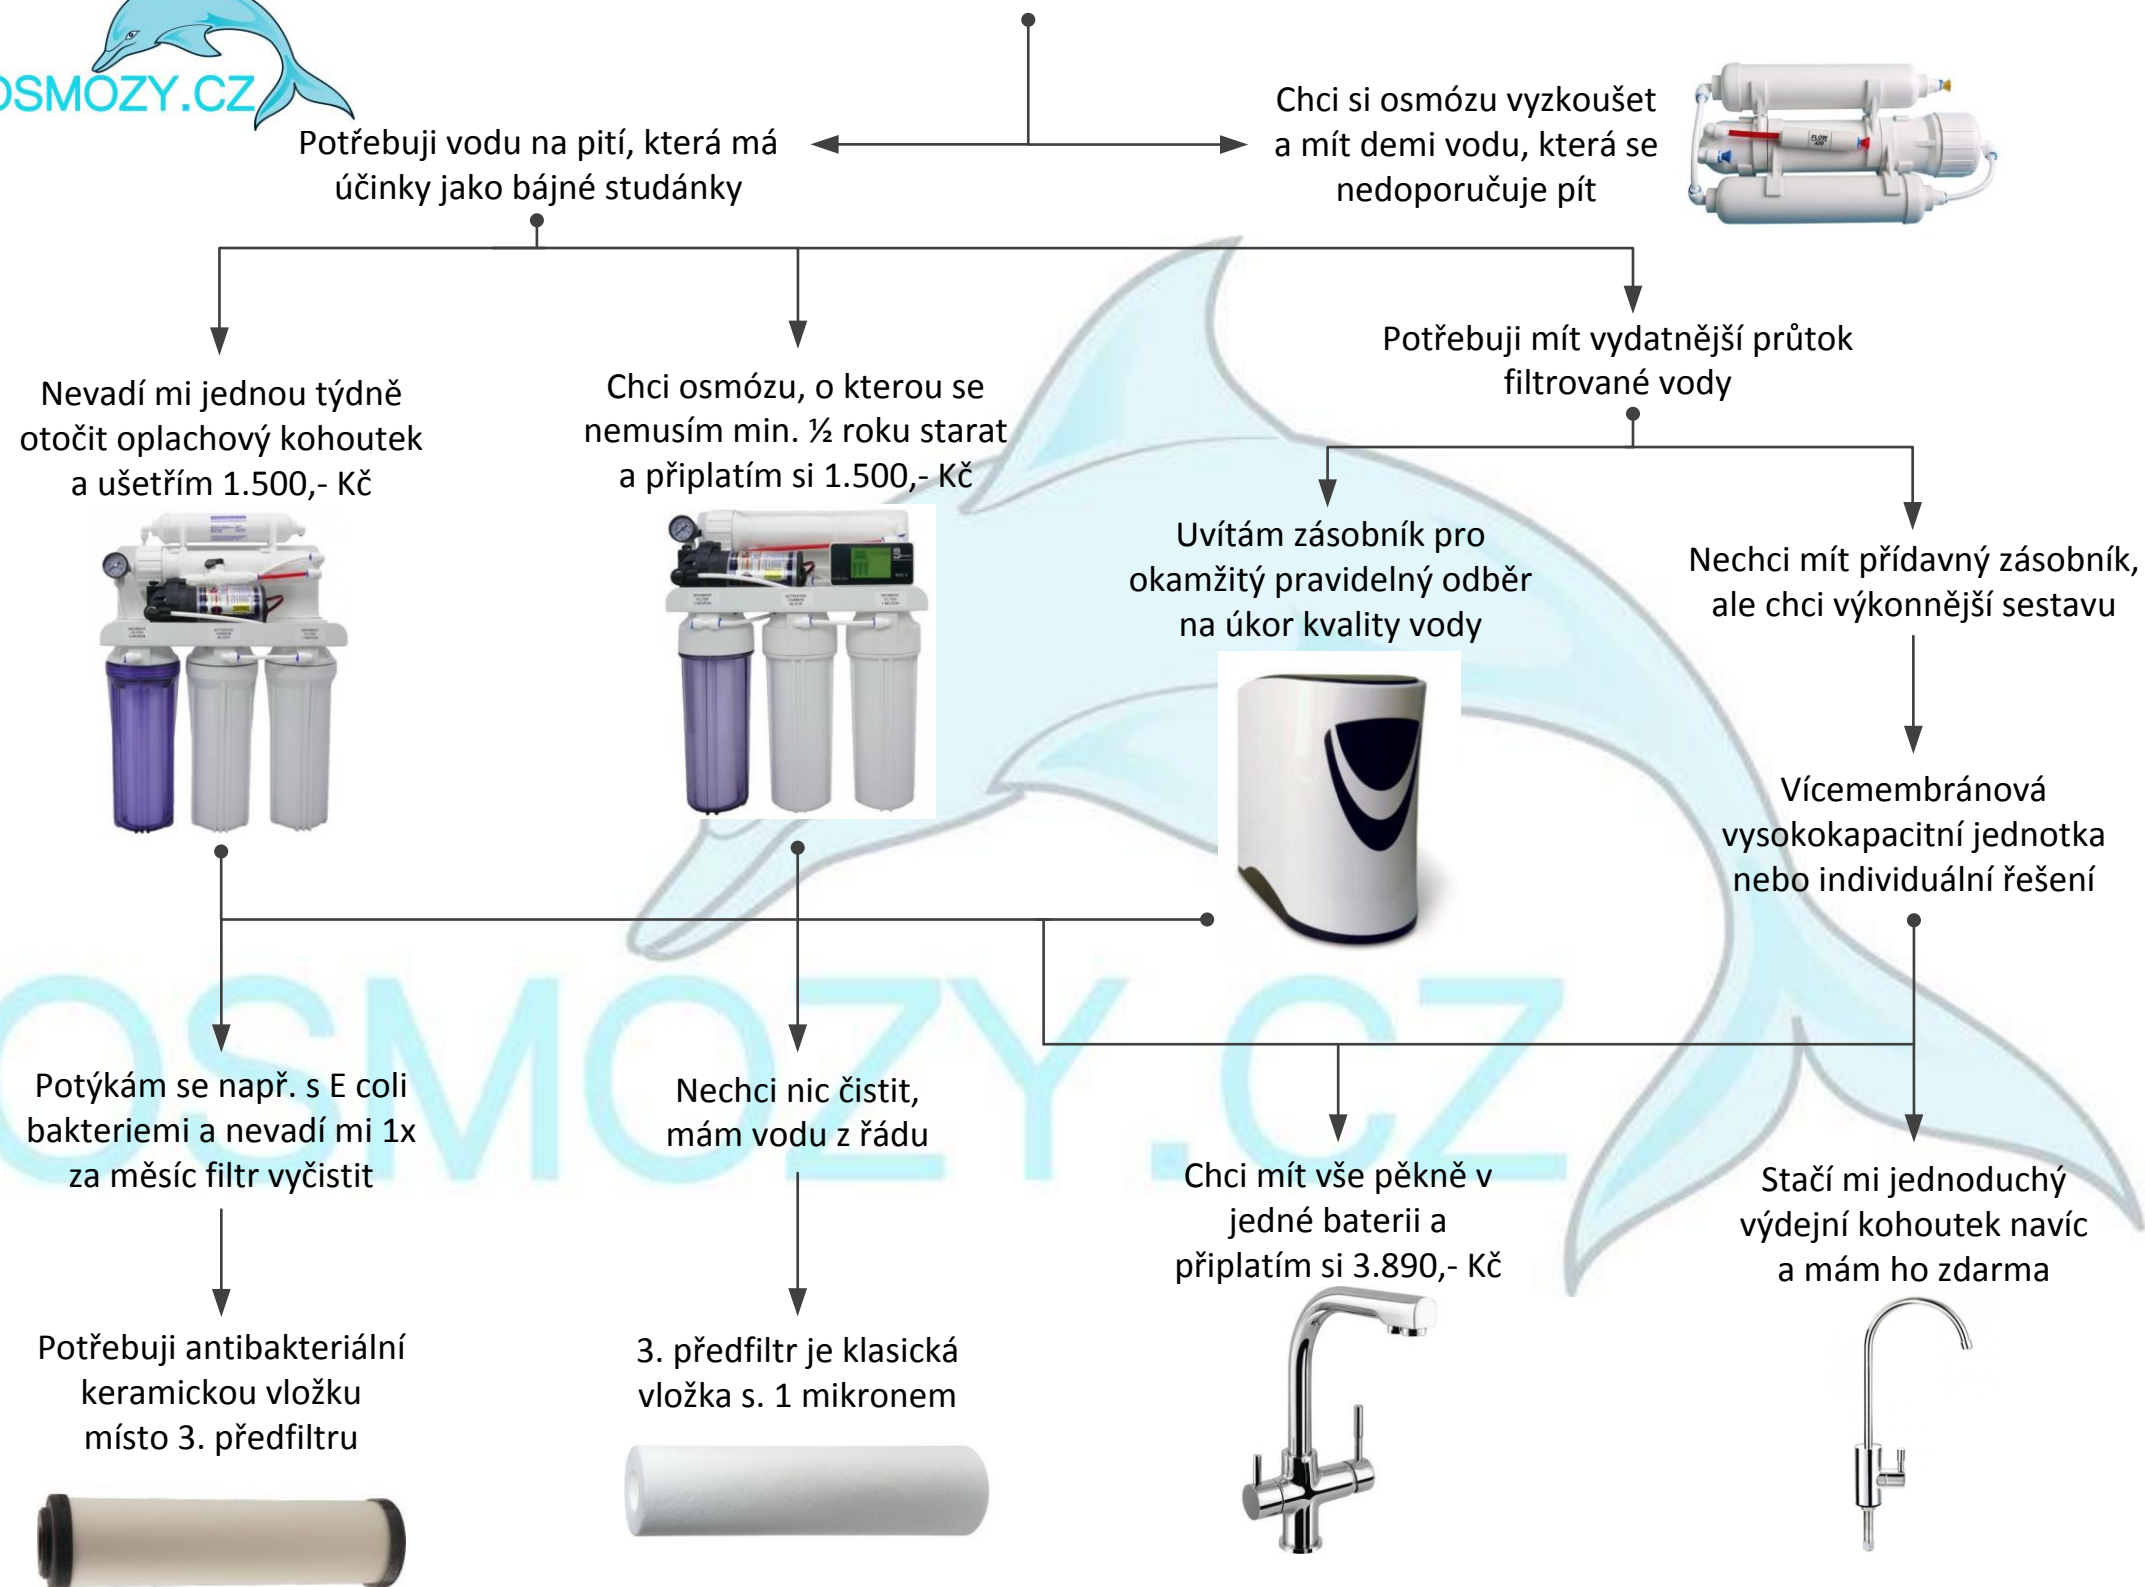 OSMOZY.CZ
Chci si osmózu vyzkoušet
a mít demi vodu, která se
nedoporučuje pít
FLOW
420
Potřebuji vodu na pití, která má
účinky jako bájné studánky
Nevadí mi jednou týdně
otočit oplachový kohoutek
a ušetřím 1.500,- Kč
Chci osmózu, o kterou se
nemusím min. ½ roku starat
a připlatím si 1.500,- Kč
Potřebuji mít vydatnější průtok
filtrované vody
Uvítám zásobník pro
okamžitý pravidelný odběr
na úkor kvality vody
Nechci mít přídavný zásobník,
ale chci výkonnější sestavu
Vícemembránová
vysokokapacitní jednotka
nebo individuální řešení
OSMOZY.CZ
Potýkám se např. s E coli
bakteriemi a nevadí mi 1x
za měsíc filtr vyčistit
Nechci nic čistit,
mám vodu z řádu
Chci mít vše pěkně v
jedné baterii a
připlatím si 3.890,- Kč
Stačí mi jednoduchý
výdejní kohoutek navíc
a mám ho zdarma
Potřebuji antibakteriální
keramickou vložku
místo 3. předfiltru
3. předfiltr je klasická
vložka s. 1 mikronem